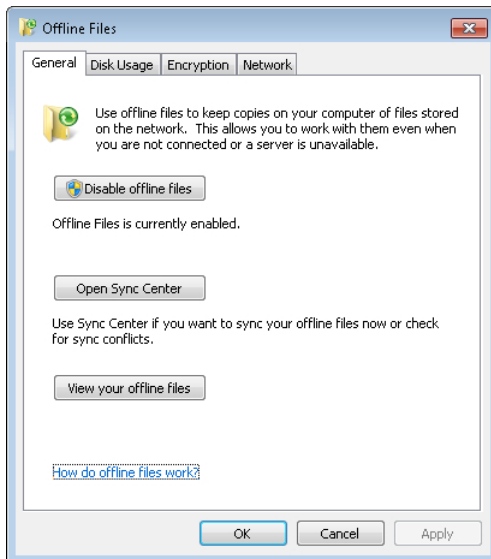 Offline Files
General
Disk Usage
Encryption
Network
Use offline files to keep copies on your computer of files stored
on the network.  This allows you to work with them even when
you are not connected or a server is unavailable.
Disable offline files
Offline Files is currently enabled.
Open Sync Center
Use Sync Center if you want to sync your offline files now or check
for sync conflicts.
View your offline files
How do offline files work?
OK
Cancel
Apply